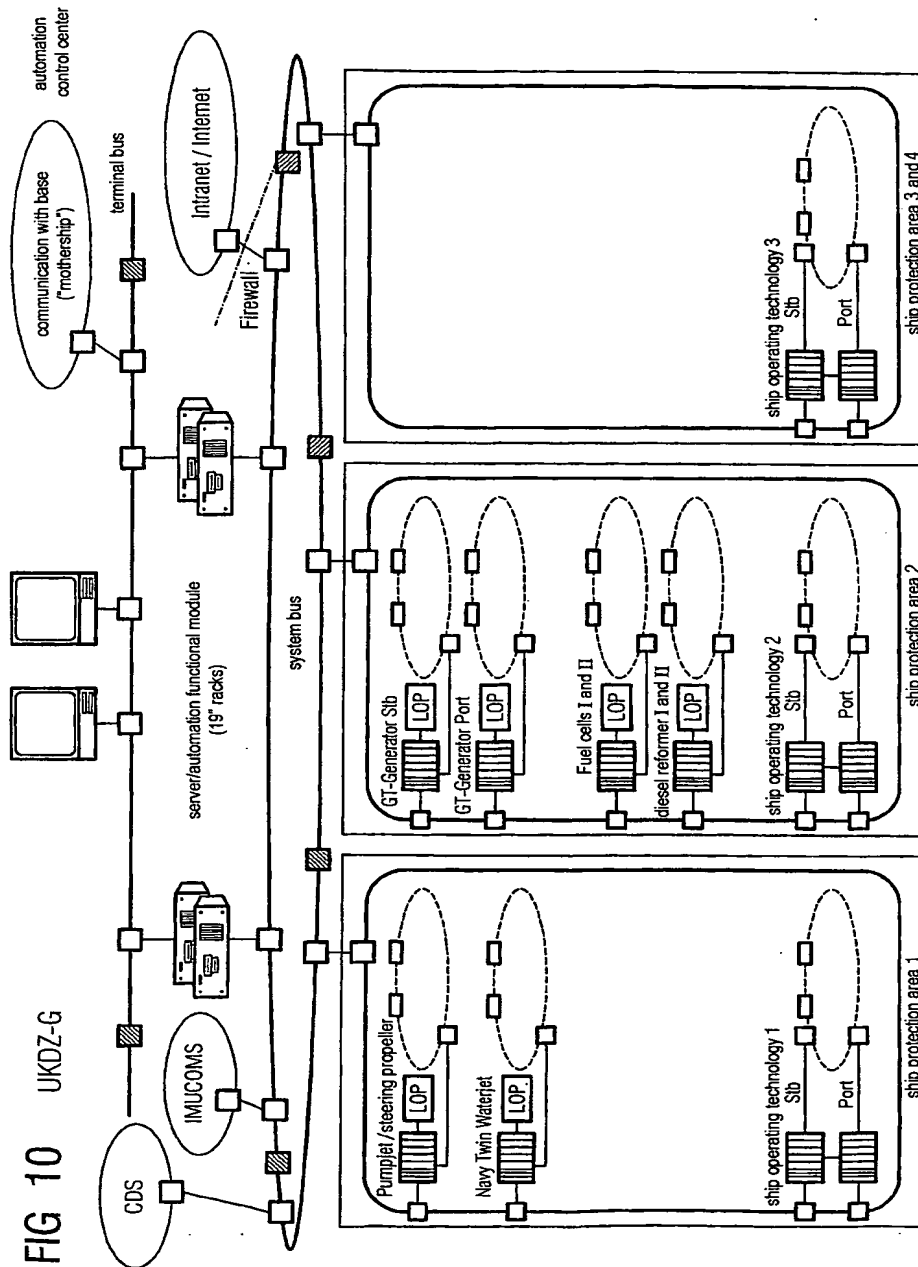 FIG 10
UKDZ-G
CDS
IMUCOMS
server/automation functional module
(19" racks)
system bus
terminal bus
communication with base
("mothership")
automation
control center
Intranet / Internet
Firewall
Pumpjet/steering propeller
LOP
Navy Twin Waterjet
LOP
ship operating technology 1
Stb
Port
ship protection area 1
GT-Generator Stb
LOP
GT-Generator Port
LOP
Fuel cells I and II
LOP
diesel reformer I and II
LOP
ship operating technology 2
Stb
Port
ship protection area 2
ship operating technology 3
Stb
Port
ship protection area 3 and 4